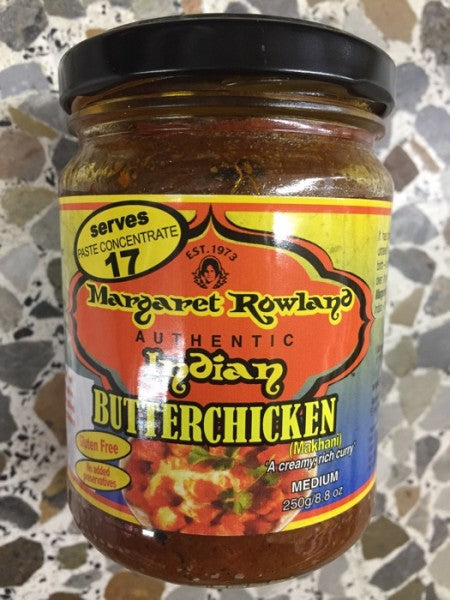 serves
PASTE CONCENTRATE
17
EST.1973
Margaret Rowland
AUTHENTIC
Indian
BUTTERCHICKEN
(Makhani)
'A creamy, rich curry'
MEDIUM
250g/8.8 oz
Gluten Free
No added
preservatives